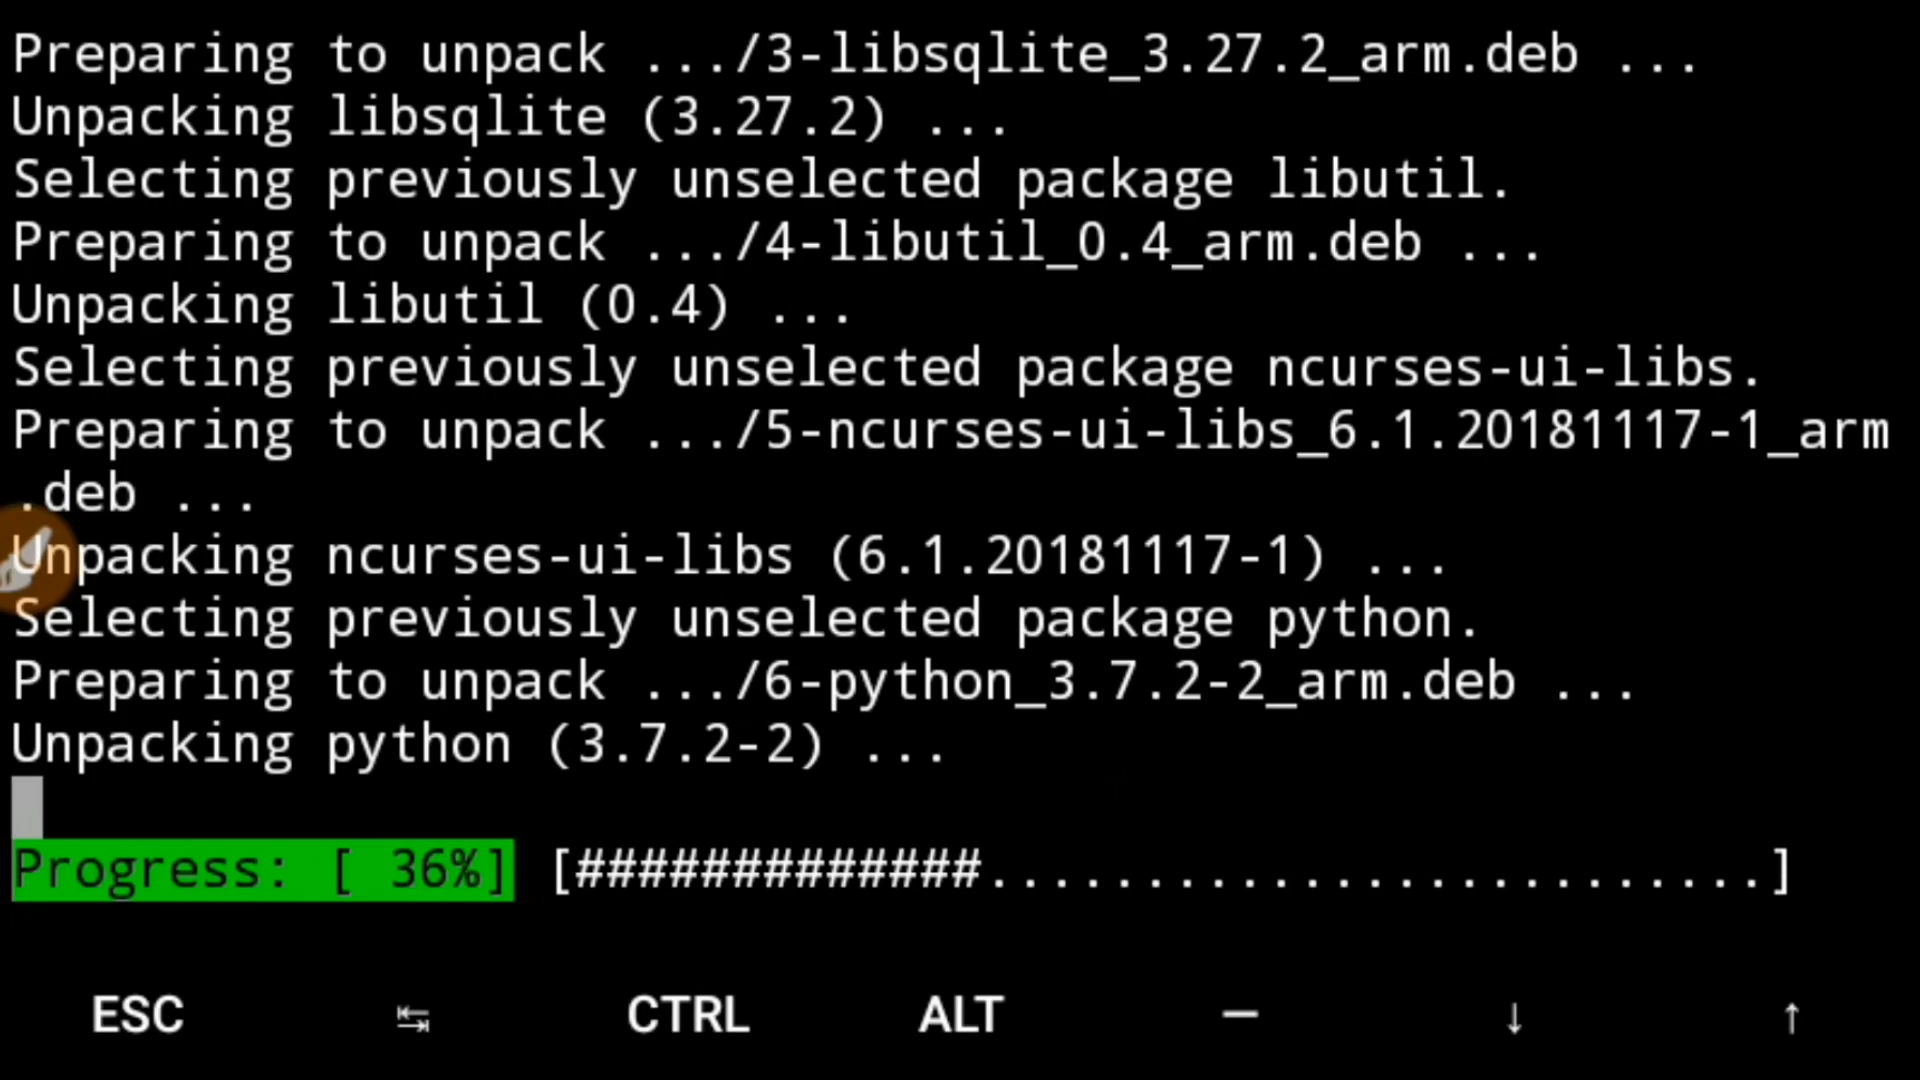 Preparing to unpack .../3-libsqlite_3.27.2_arm.deb ...
Unpacking libsqlite (3.27.2) ...
Selecting previously unselected package libutil.
Preparing to unpack .../4-libutil_0.4_arm.deb ...
Unpacking libutil (0.4) ...
Selecting previously unselected package ncurses-ui-libs.
Preparing to unpack .../5-ncurses-ui-libs_6.1.20181117-1_arm
.deb ...
Unpacking ncurses-ui-libs (6.1.20181117-1) ...
Selecting previously unselected package python.
Preparing to unpack .../6-python_3.7.2-2_arm.deb ...
Unpacking python (3.7.2-2) ...
Progress: [ 36%] [#############.........................]
ESC ↹ CTRL ALT — ↓ ↑